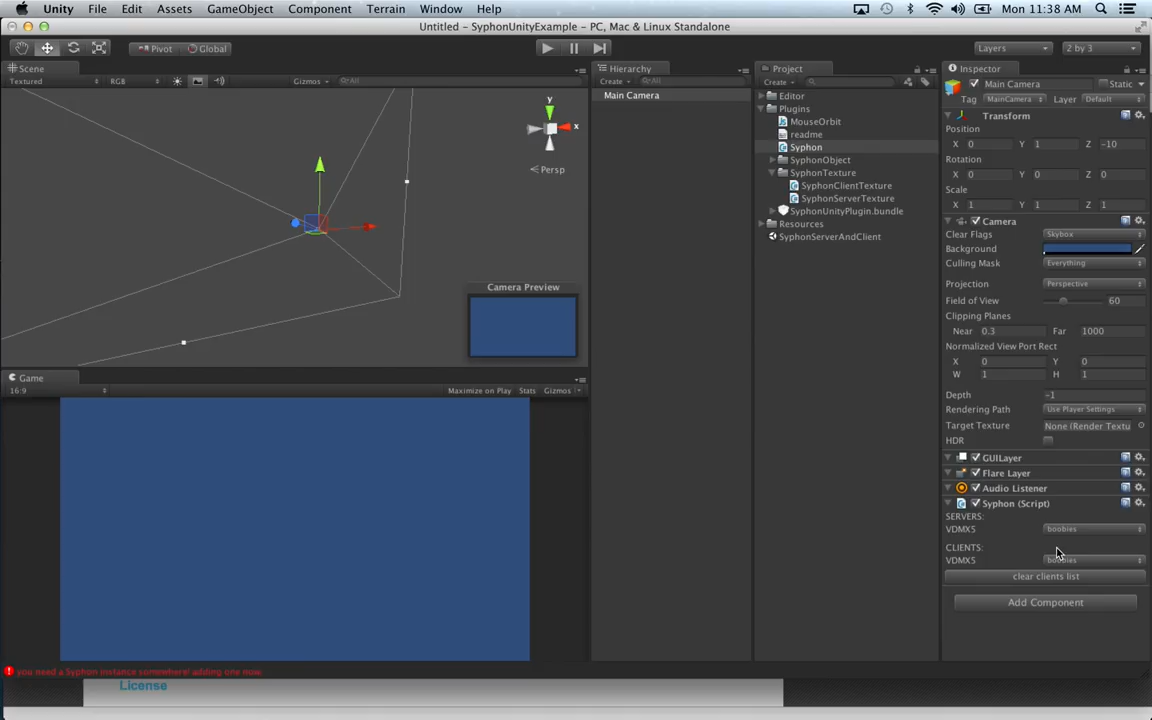 Unity File Edit Assets GameObject Component Terrain Window Help Mon 11:38 AM
Untitled - SyphonUnityExample - PC, Mac & Linux Standalone
Pivot Global Layers 2 by 3
Scene
Textured RGB Gizmos All
y
x
Persp
Camera Preview
Game
16:9 Maximize on Play Stats Gizmos
you need a Syphon instance somewhere! adding one now.
License
Hierarchy
Create All
Main Camera
Project
Create
Editor
Plugins
MouseOrbit
readme
Syphon
SyphonObject
SyphonTexture
SyphonClientTexture
SyphonServerTexture
SyphonUnityPlugin.bundle
Resources
SyphonServerAndClient
Inspector
Main Camera Static
Tag MainCamera Layer Default
Transform
Position
X 0 Y 1 Z -10
Rotation
X 0 Y 0 Z 0
Scale
X 1 Y 1 Z 1
Camera
Clear Flags Skybox
Background
Culling Mask Everything
Projection Perspective
Field of View 60
Clipping Planes
Near 0.3 Far 1000
Normalized View Port Rect
X 0 Y 0
W 1 H 1
Depth -1
Rendering Path Use Player Settings
Target Texture None (Render Textu
HDR
GUILayer
Flare Layer
Audio Listener
Syphon (Script)
SERVERS:
VDMX5 boobies
CLIENTS:
VDMX5 boobies
clear clients list
Add Component